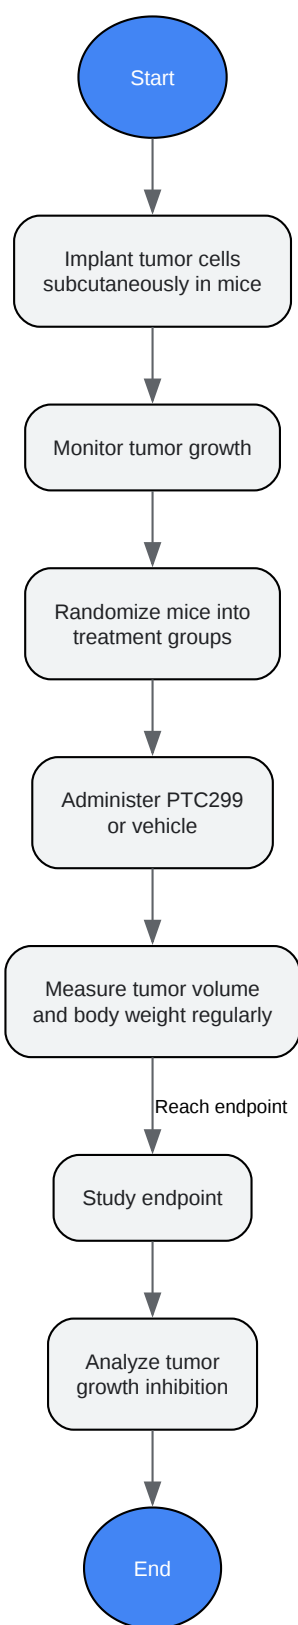 Start
Implant tumor cells
subcutaneously in mice
Monitor tumor growth
Randomize mice into
treatment groups
Administer PTC299
or vehicle
Measure tumor volume
and body weight regularly
Reach endpoint
Study endpoint
Analyze tumor
growth inhibition
End